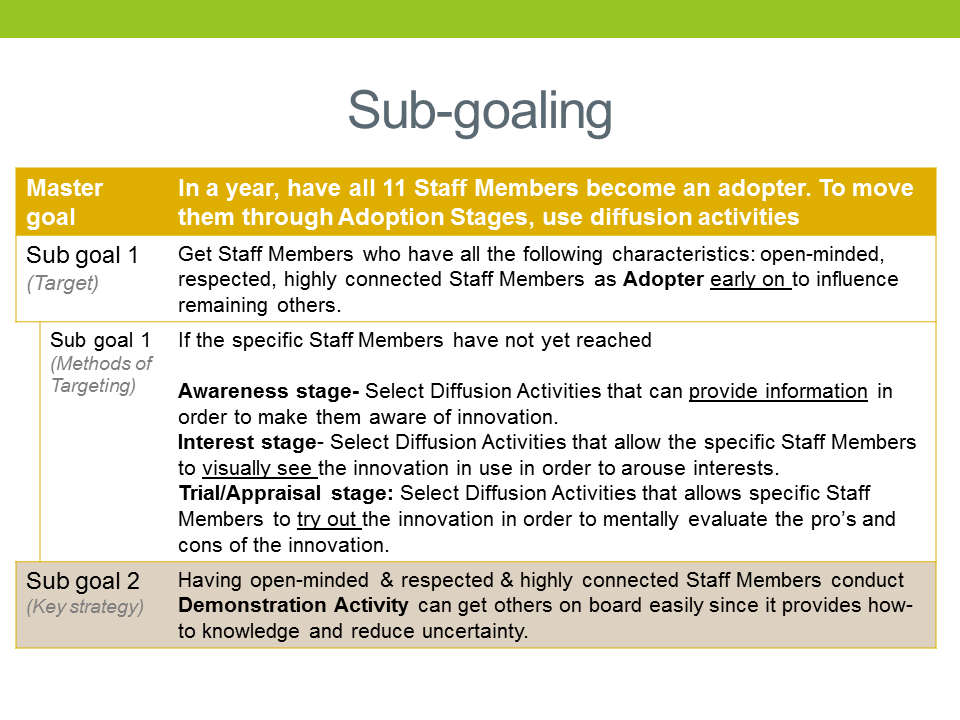 Sub-goaling
Master
goal
In a year, have all 11 Staff Members become an adopter. To move
them through Adoption Stages, use diffusion activities
Sub goal 1
(Target)
Get Staff Members who have all the following characteristics: open-minded,
respected, highly connected Staff Members as Adopter early on to influence
remaining others.
Sub goal 1
(Methods of
Targeting)
If the specific Staff Members have not yet reached
Awareness stage- Select Diffusion Activities that can provide information in
order to make them aware of innovation.
Interest stage- Select Diffusion Activities that allow the specific Staff Members
to visually see the innovation in use in order to arouse interests.
Trial/Appraisal stage: Select Diffusion Activities that allows specific Staff
Members to try out the innovation in order to mentally evaluate the pro’s and
cons of the innovation.
Sub goal 2
(Key strategy)
Having open-minded & respected & highly connected Staff Members conduct
Demonstration Activity can get others on board easily since it provides how-
to knowledge and reduce uncertainty.